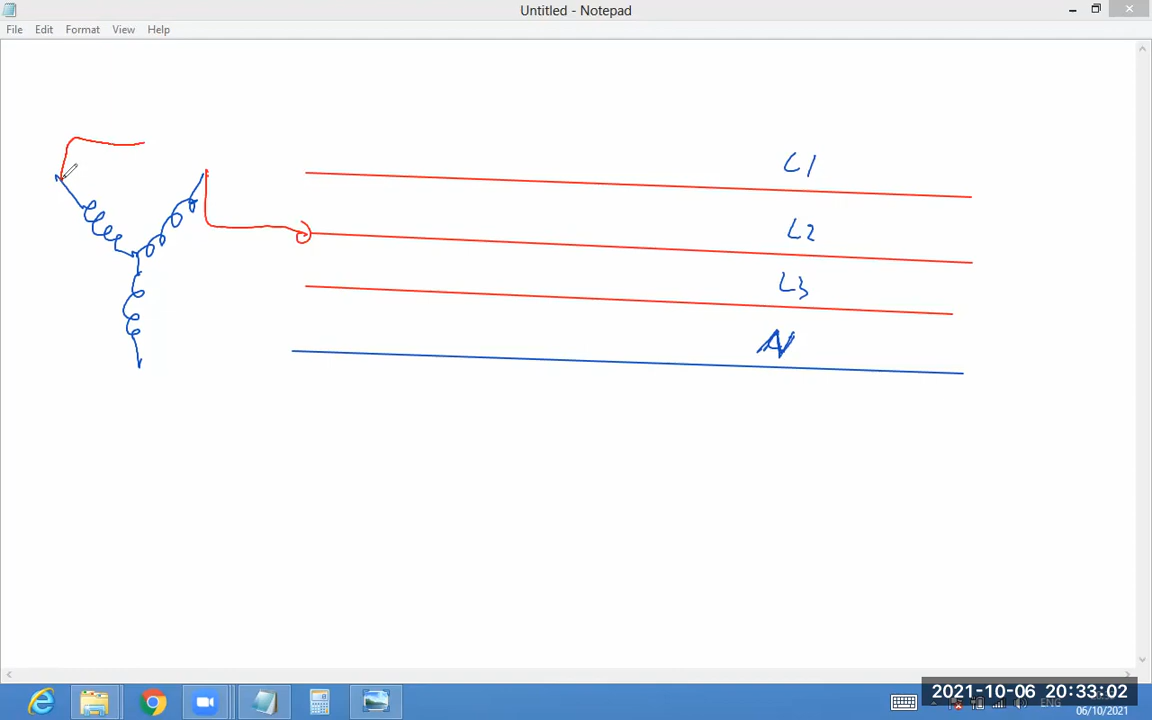 Untitled - Notepad
File Edit Format View Help
L1
L2
L3
N
2021-10-06 20:33:02
ENG
06/10/2021